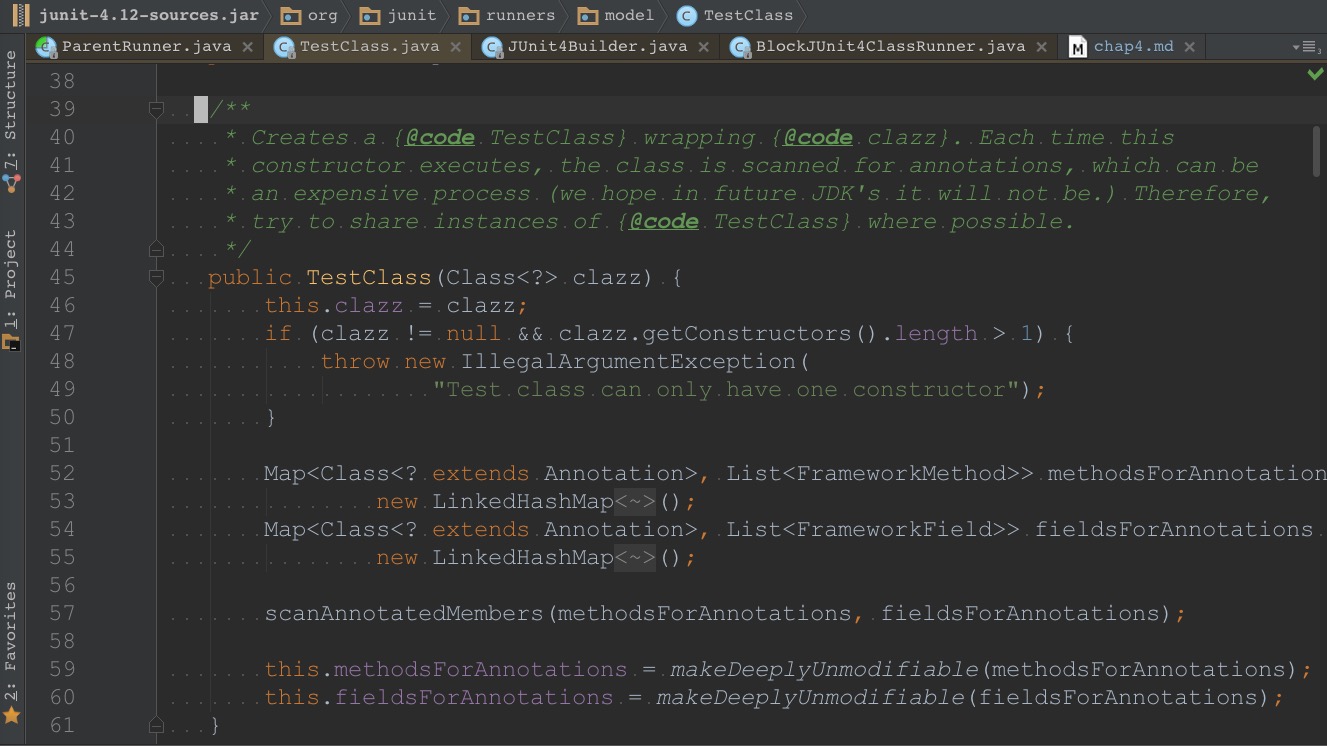 junit-4.12-sources.jar org junit runners model TestClass
ParentRunner.java TestClass.java JUnit4Builder.java BlockJUnit4ClassRunner.java chap4.md
7: Structure
1: Project
2: Favorites
38
39 /**
40 * Creates a {@code TestClass} wrapping {@code clazz}. Each time this
41 * constructor executes, the class is scanned for annotations, which can be
42 * an expensive process (we hope in future JDK's it will not be.) Therefore,
43 * try to share instances of {@code TestClass} where possible.
44 */
45 public TestClass(Class<?> clazz) {
46 this.clazz = clazz;
47 if (clazz != null && clazz.getConstructors().length > 1) {
48 throw new IllegalArgumentException(
49 "Test class can only have one constructor");
50 }
51
52 Map<Class<? extends Annotation>, List<FrameworkMethod>> methodsForAnnotation
53 new LinkedHashMap<~>();
54 Map<Class<? extends Annotation>, List<FrameworkField>> fieldsForAnnotations
55 new LinkedHashMap<~>();
56
57 scanAnnotatedMembers(methodsForAnnotations, fieldsForAnnotations);
58
59 this.methodsForAnnotations = makeDeeplyUnmodifiable(methodsForAnnotations);
60 this.fieldsForAnnotations = makeDeeplyUnmodifiable(fieldsForAnnotations);
61 }